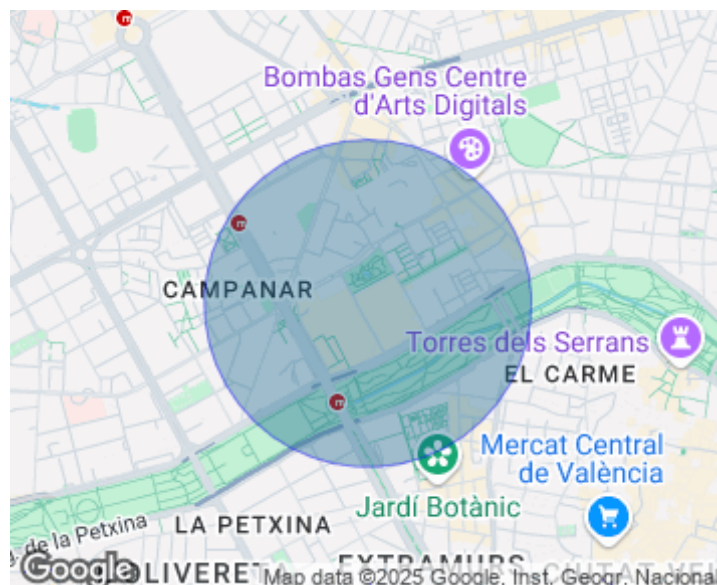 Bombas Gens Centre
d'Arts Digitals
CAMPANAR
Torres dels Serrans
EL CARME
Mercat Central
de València
Jardí Botànic
de la Petxina
LA PETXINA
Google
Map data ©2025 Google, Inst. Geogr. Nacional